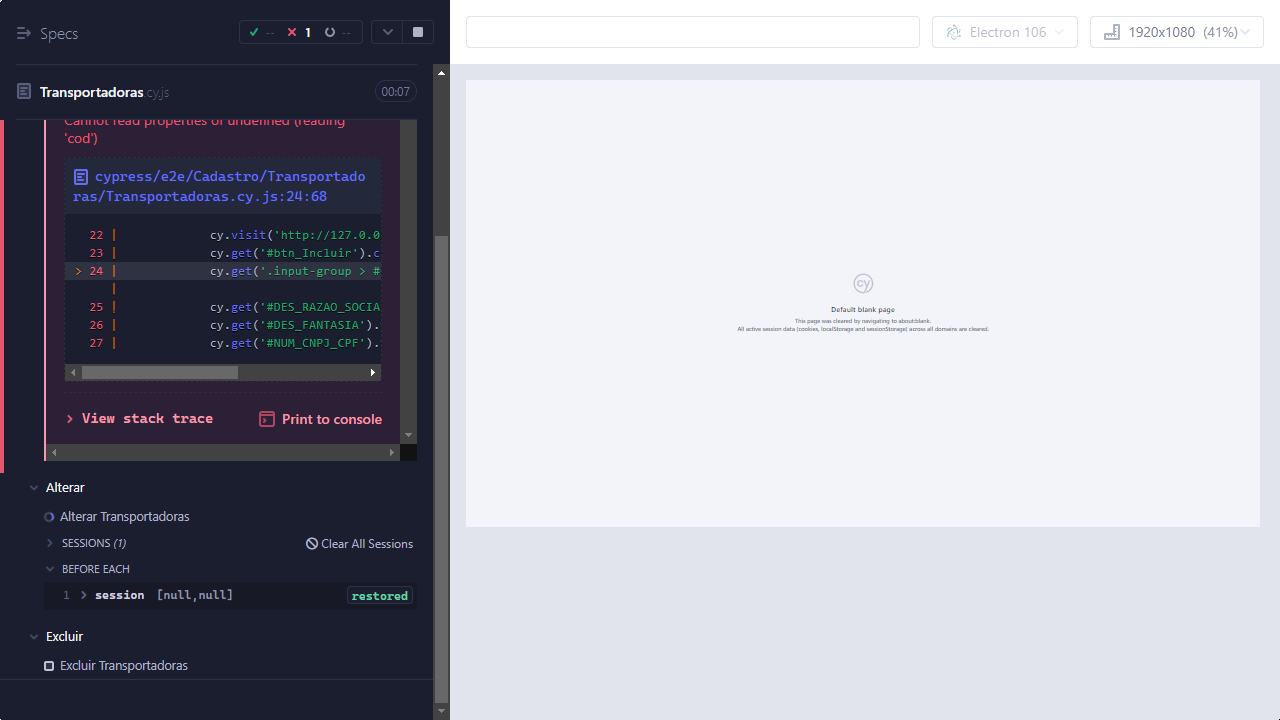 Specs
-- 1 --
Transportadoras.cy.js 00:07
Cannot read properties of undefined (reading
'cod')
cypress/e2e/Cadastro/Transportado
ras/Transportadoras.cy.js:24:68
22 | cy.visit('http://127.0.0
23 | cy.get('#btn_Incluir').c
> 24 | cy.get('.input-group > #
|
25 | cy.get('#DES_RAZAO_SOCIA
26 | cy.get('#DES_FANTASIA').
27 | cy.get('#NUM_CNPJ_CPF').
> View stack trace Print to console
Alterar
Alterar Transportadoras
SESSIONS (1) Clear All Sessions
BEFORE EACH
1 session [null,null] restored
Excluir
Excluir Transportadoras
Electron 106
1920x1080 (41%)
cy
Default blank page
This page was cleared by navigating to about:blank.
All active session data (cookies, localStorage and sessionStorage) across all domains are cleared.